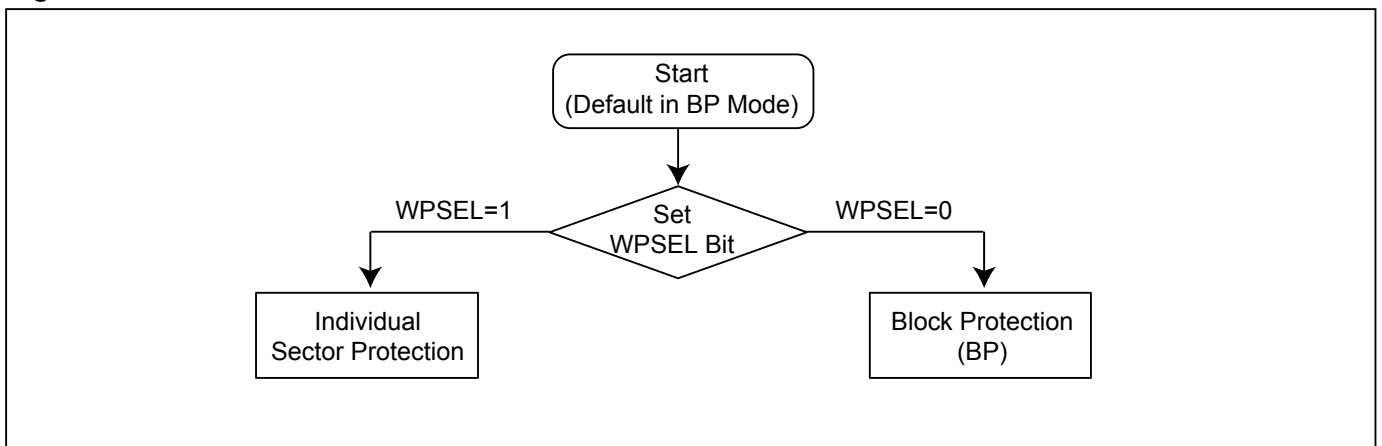 Start
(Default in BP Mode)
WPSEL=1
Set
WPSEL Bit
WPSEL=0
Individual
Sector Protection
Block Protection
(BP)